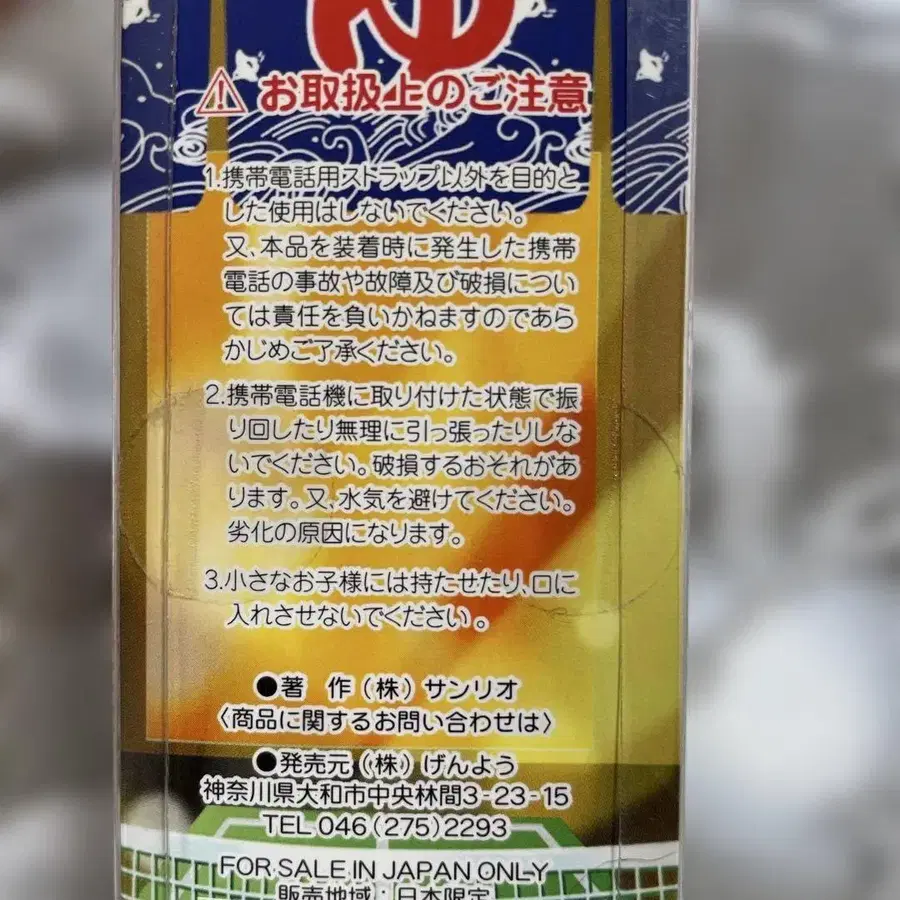 ゆ
お取扱上のご注意
1.携帯電話用ストラップ以外を目的と
した使用はしないでください。
又、本品を装着時に発生した携帯
電話の事故や故障及び破損につい
ては責任を負いかねますのであら
かじめご了承ください。
2.携帯電話機に取り付けた状態で振
り回したり無理に引っ張ったりしな
いでください。破損するおそれがあ
ります。又、水気を避けてください。
劣化の原因になります。
3.小さなお子様には持たせたり、口に
入れさせないでください。
●著 作(株)サンリオ
〈商品に関するお問い合わせは〉
●発売元(株)げんよう
神奈川県大和市中央林間3-23-15
TEL 046(275)2293
FOR SALE IN JAPAN ONLY
販売地域:日本限定